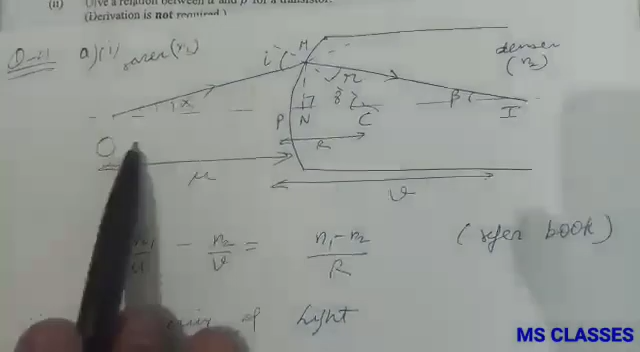 (ii) Give a relation between α and β for a transistor.
(Derivation is not required.)
Q-11 a) (i) rarer (n1) i M r denser (n2)
α γ β
O P N C I
R
u v
n1/u - n2/v = n1-n2/R (refer book)
of light
MS CLASSES